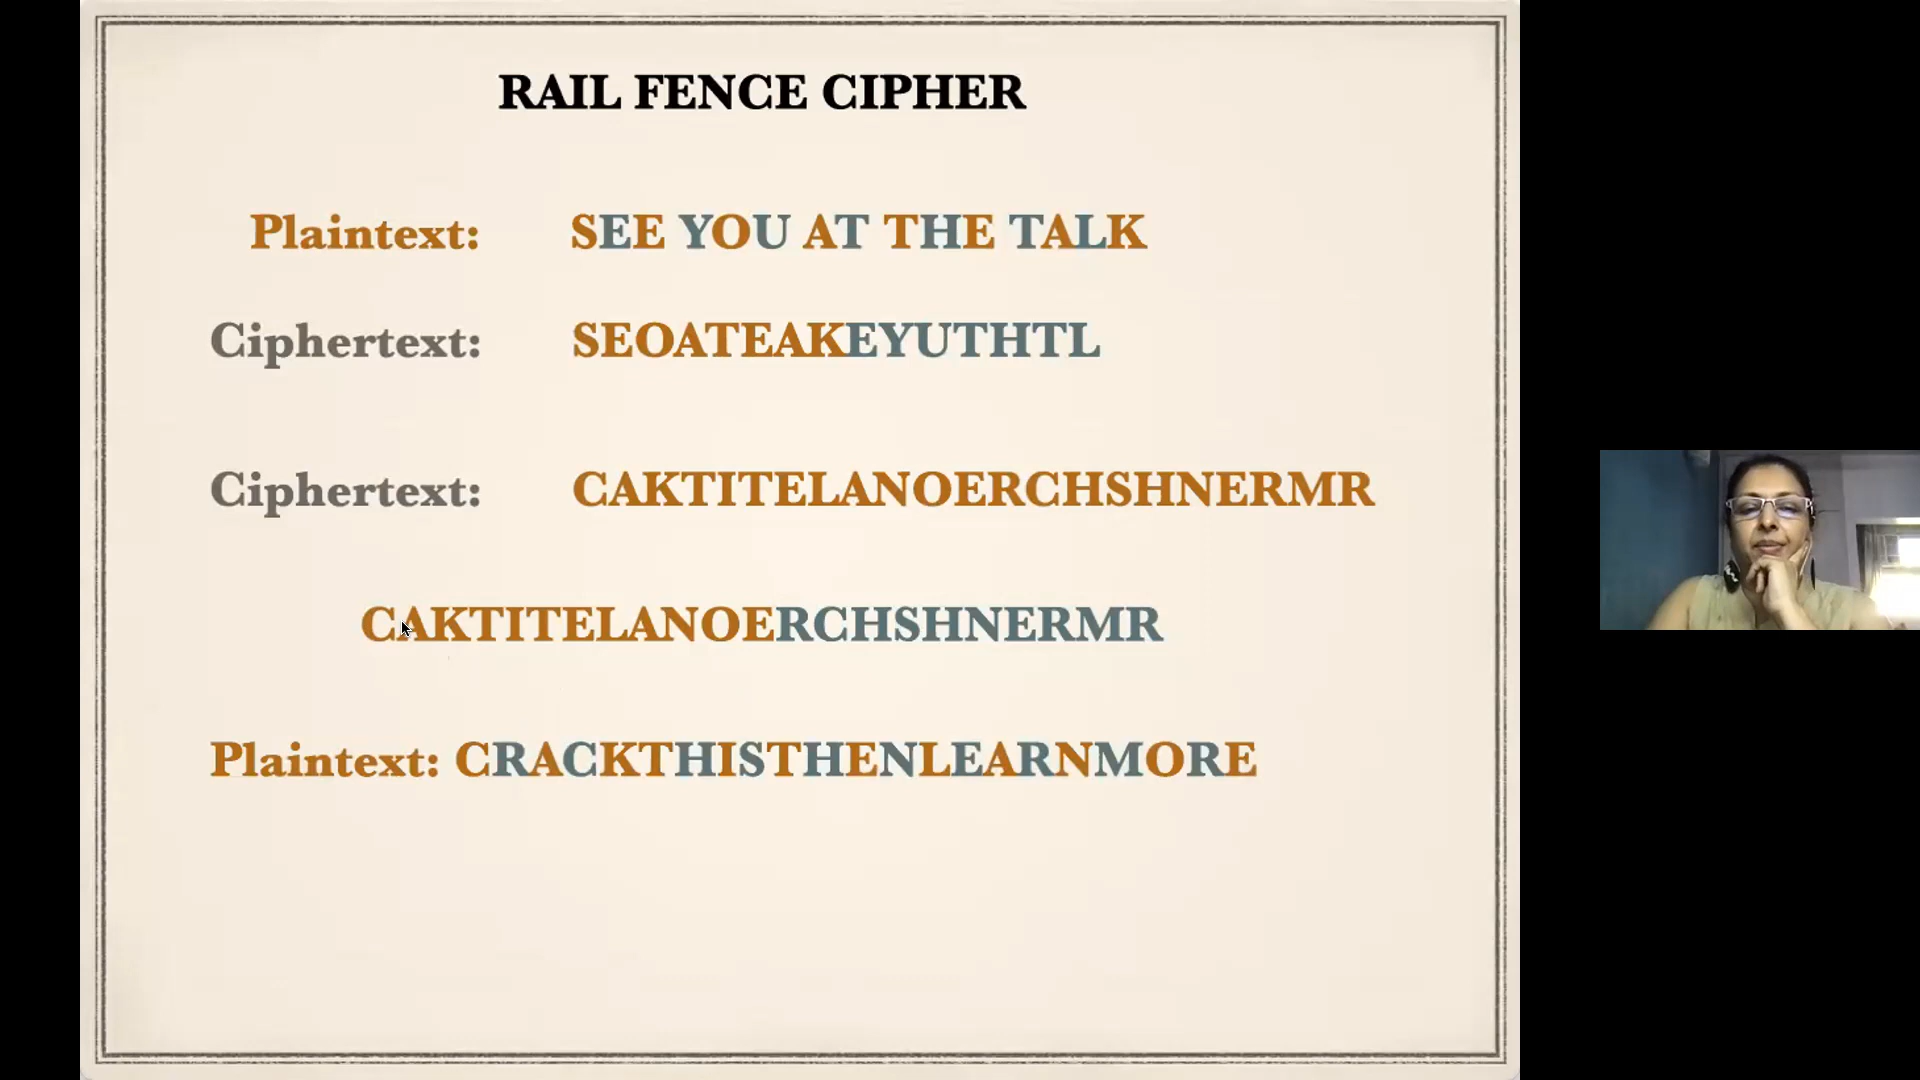 RAIL FENCE CIPHER
Plaintext: SEE YOU AT THE TALK
Ciphertext: SEOATEAKEYUTHTL
Ciphertext: CAKTITELANOERCHSHNERMR
CAKTITELANOERCHSHNERMR
Plaintext: CRACKTHISTHENLEARNMORE